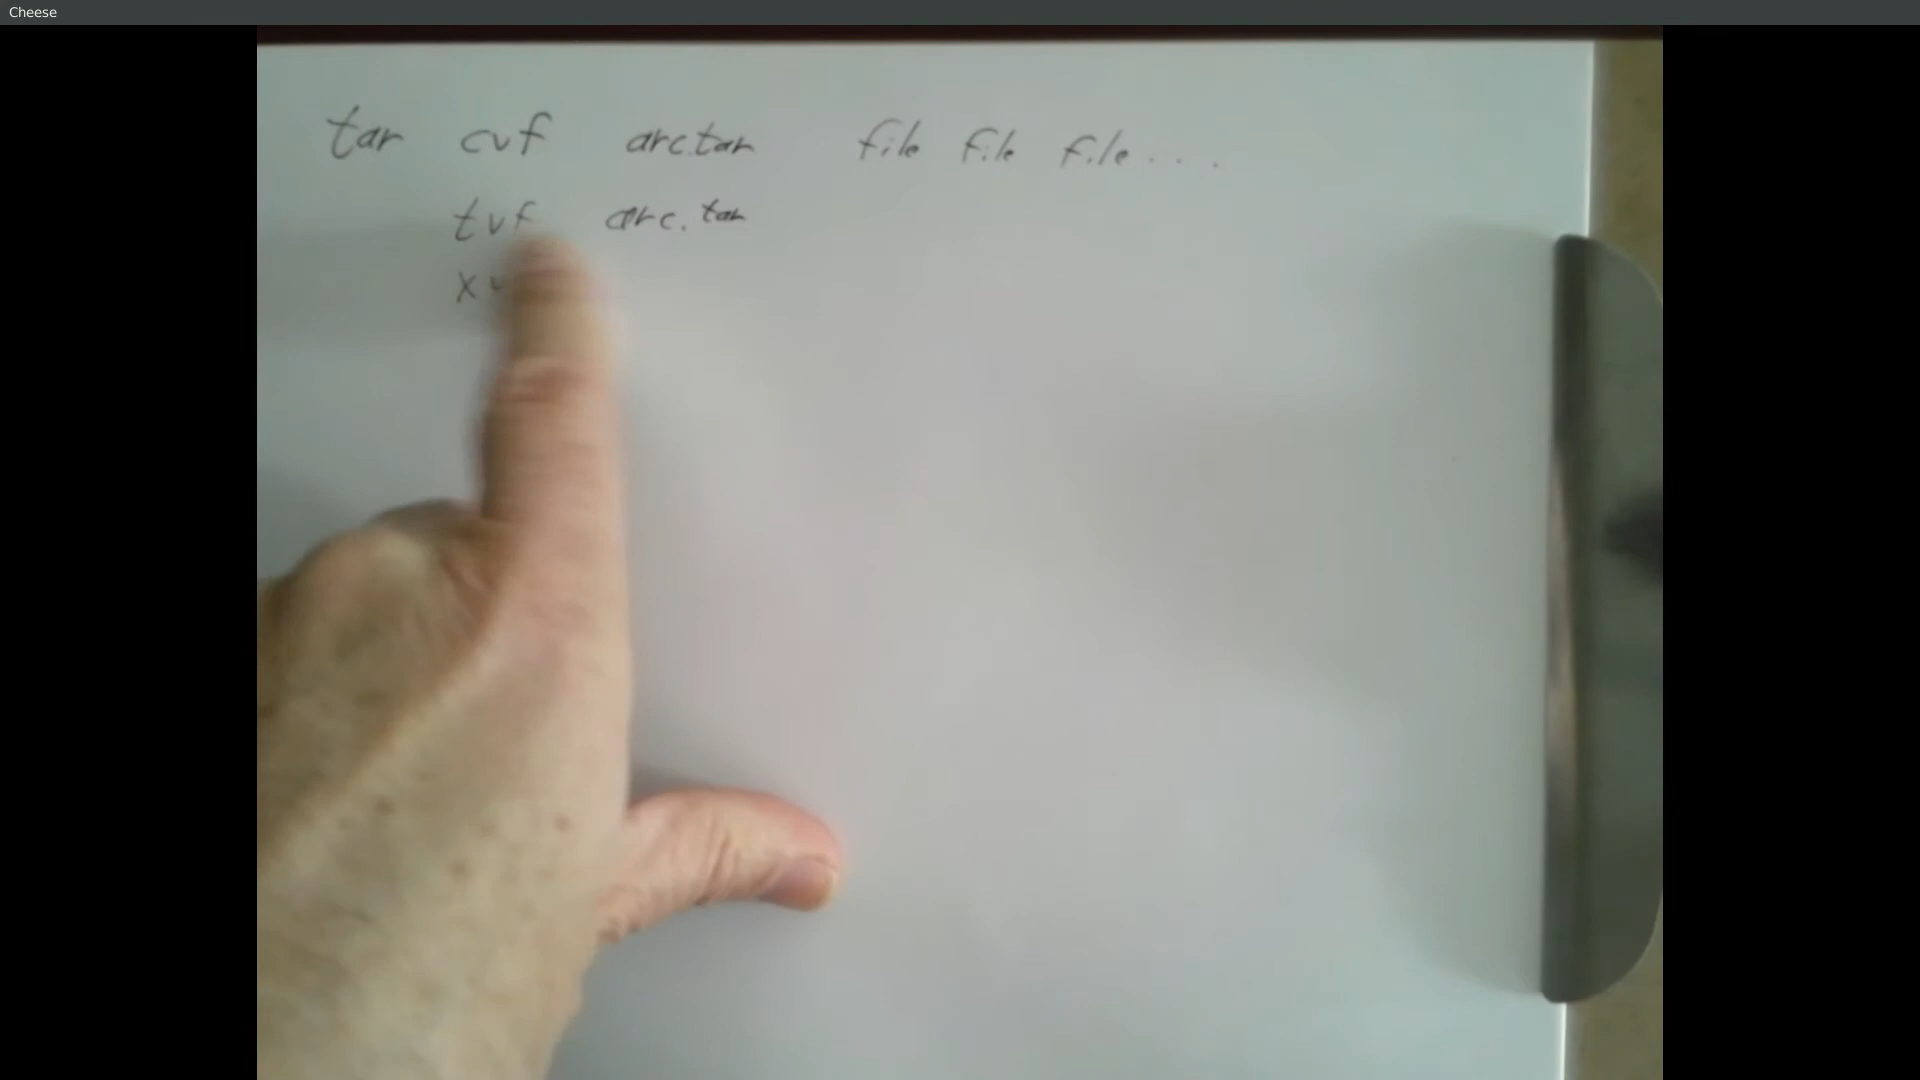 Cheese
tar cvf arc.tar file file file....
tvf arc.tar